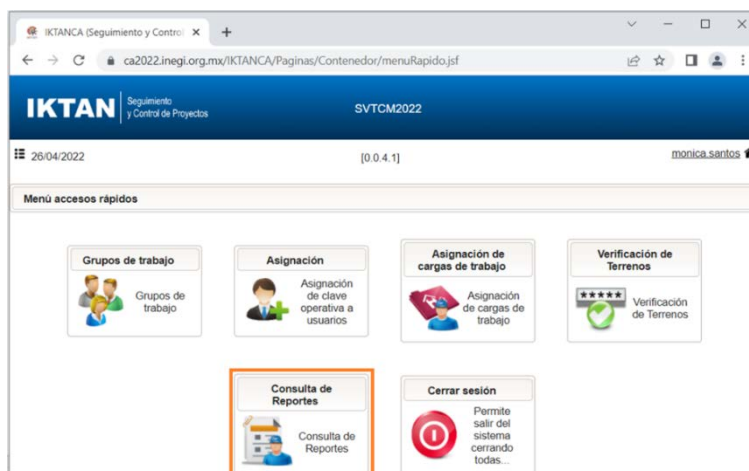 IKTANCA (Seguimiento y Control
ca2022.inegi.org.mx/IKTANCA/Paginas/Contenedor/menuRapido.jsf
IKTAN
Seguimiento
y Control de Proyectos
SVTCM2022
26/04/2022
[0.0.4.1]
monica.santos
Menú accesos rápidos
Grupos de trabajo
Grupos de
trabajo
Asignación
Asignación
de clave
operativa a
usuarios
Asignación de
cargas de trabajo
Asignación
de cargas de
trabajo
Verificación de
Terrenos
*****
Verificación
de Terrenos
Consulta de
Reportes
Consulta de
Reportes
Cerrar sesión
Permite
salir del
sistema
cerrando
todas...